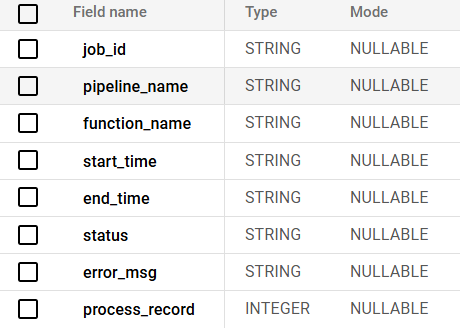 Field name Type Mode
job_id STRING NULLABLE
pipeline_name STRING NULLABLE
function_name STRING NULLABLE
start_time STRING NULLABLE
end_time STRING NULLABLE
status STRING NULLABLE
error_msg STRING NULLABLE
process_record INTEGER NULLABLE